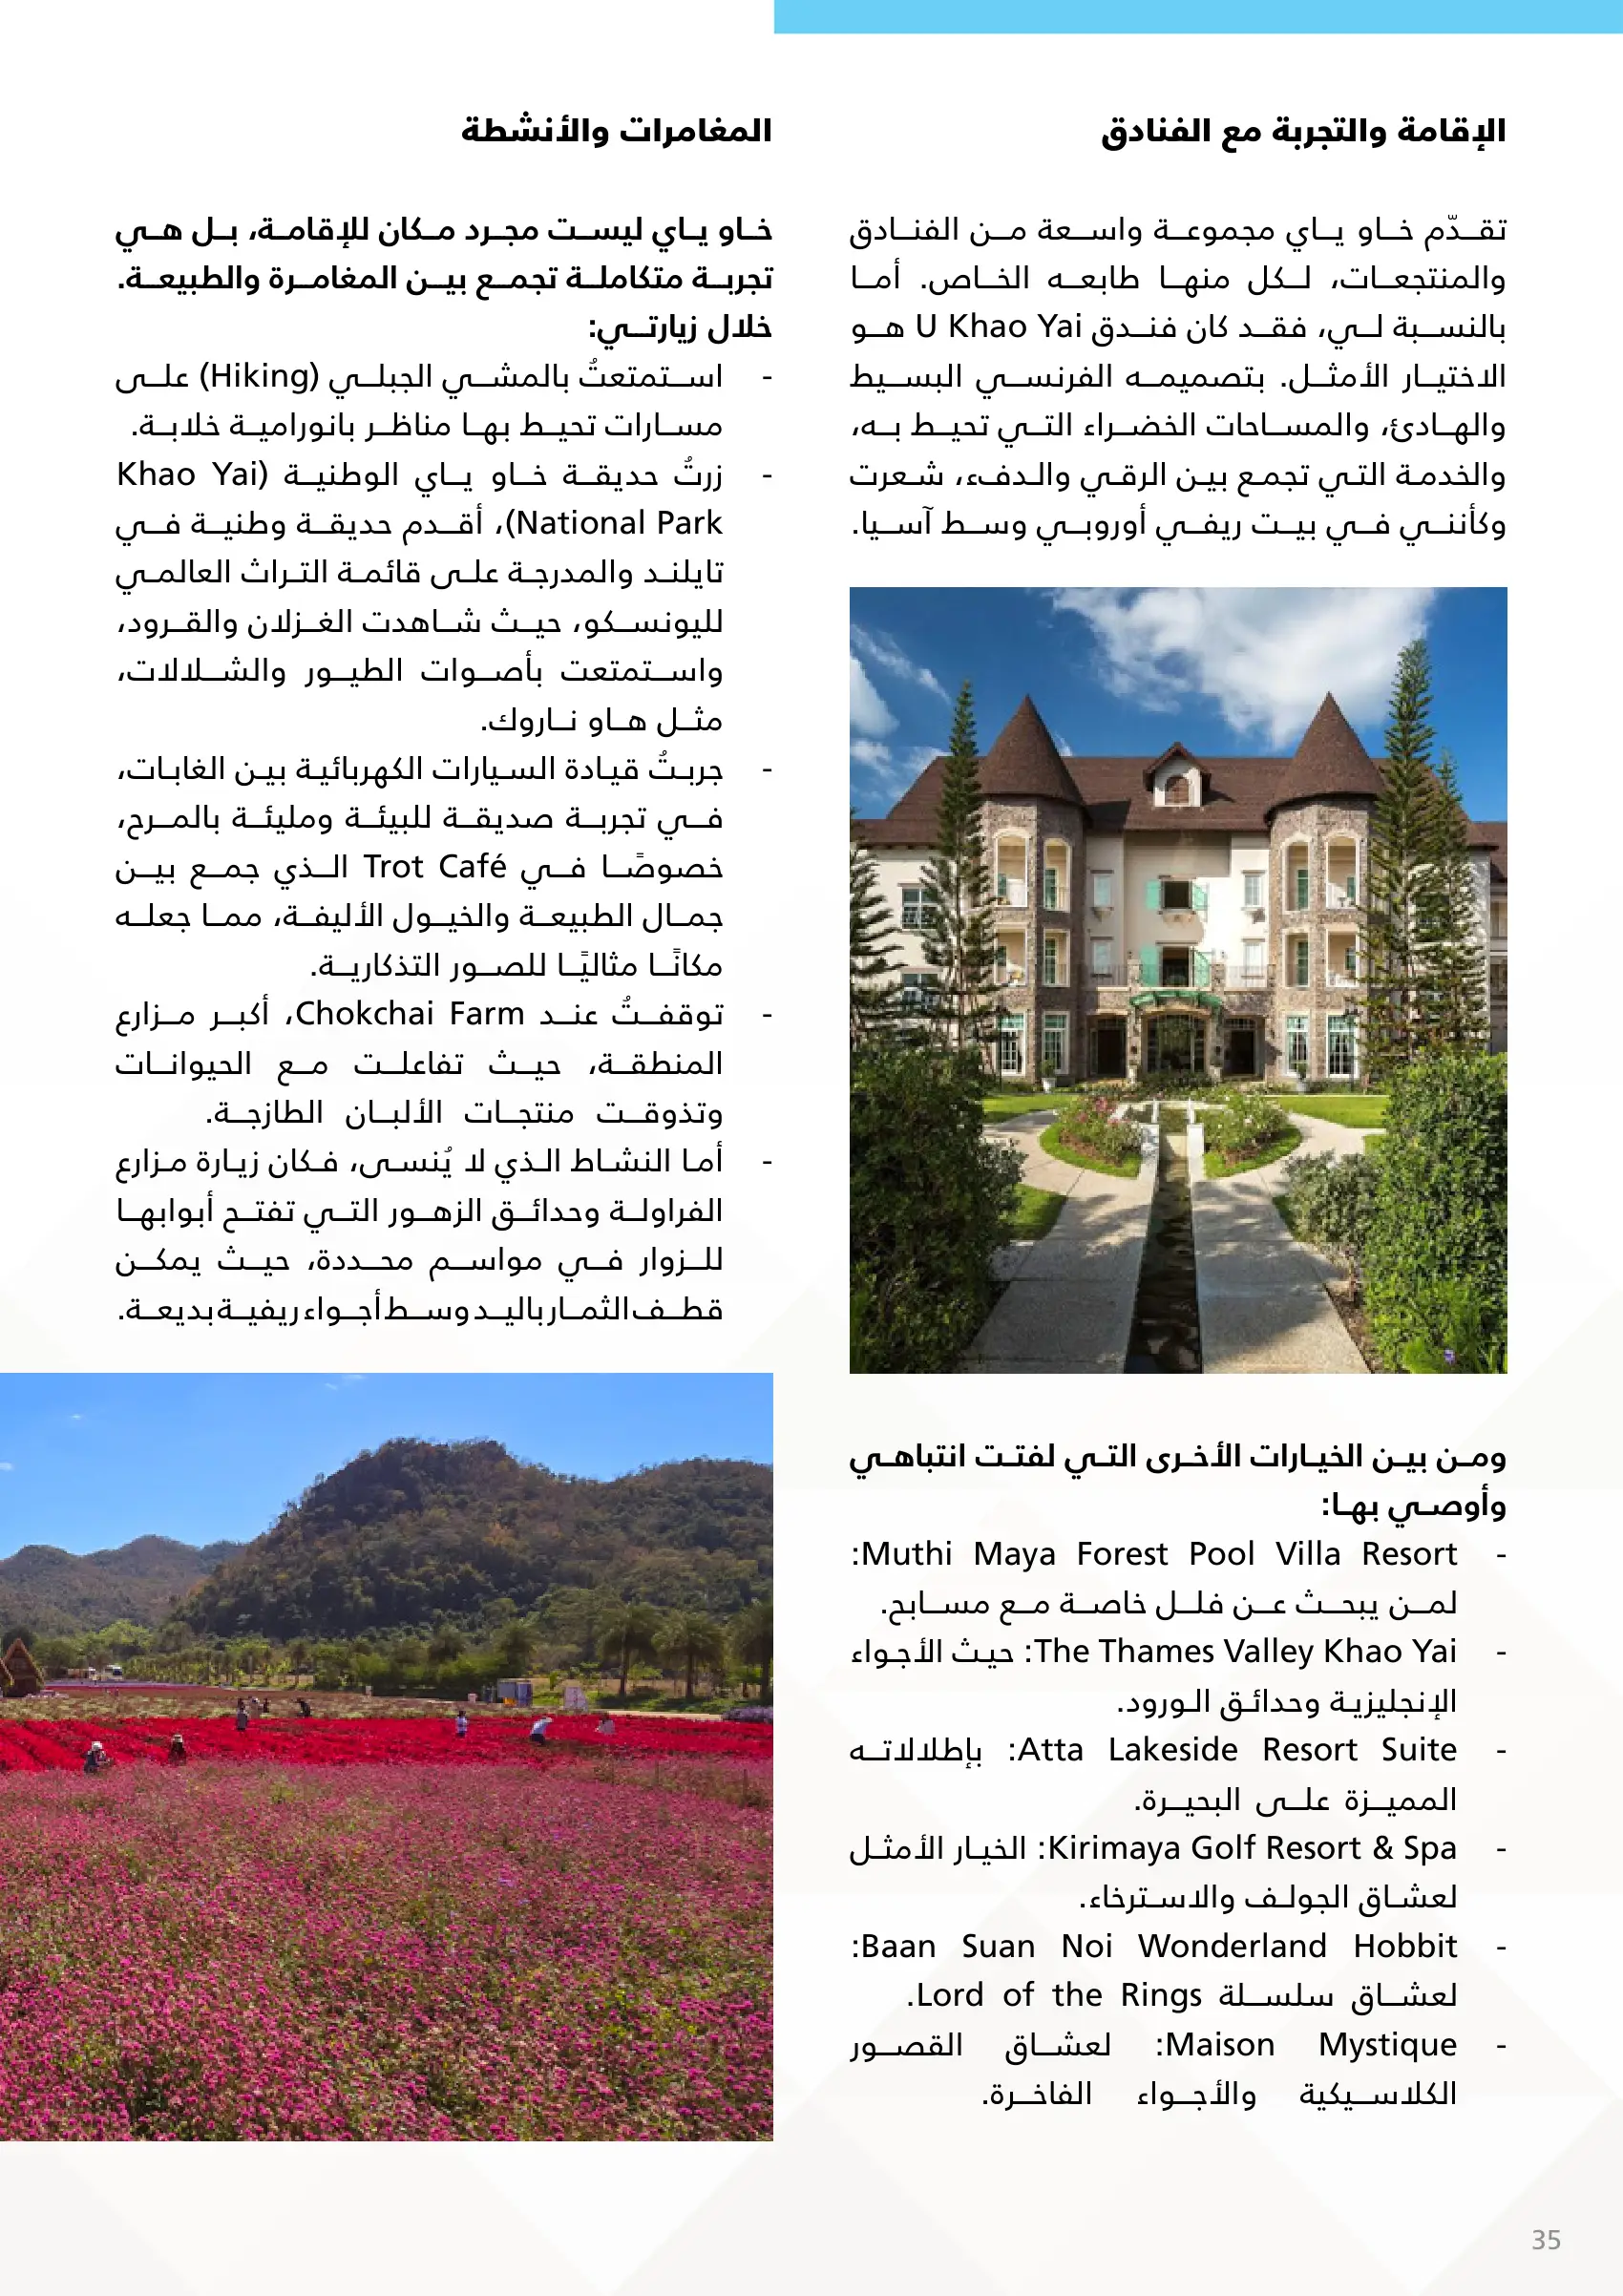 الإقامة والتجربة مع الفنادق
تقدّم خاو ياي مجموعة واسعة من الفنادق
والمنتجعات، لكل منها طابعه الخاص. أما
بالنسبة لي، فقد كان فندق U Khao Yai هو
الاختيار الأمثل. بتصميمه الفرنسي البسيط
والهادئ، والمساحات الخضراء التي تحيط به،
والخدمة التي تجمع بين الرقي والدفء، شعرت
وكأنني في بيت ريفي أوروبي وسط آسيا.
ومن بين الخيارات الأخرى التي لفتت انتباهي
وأوصي بها:
- Muthi Maya Forest Pool Villa Resort:
لمن يبحث عن فلل خاصة مع مسابح.
- The Thames Valley Khao Yai: حيث الأجواء
الإنجليزية وحدائق الورود.
- Atta Lakeside Resort Suite: بإطلالاته
المميزة على البحيرة.
- Kirimaya Golf Resort & Spa: الخيار الأمثل
لعشاق الجولف والاسترخاء.
- Baan Suan Noi Wonderland Hobbit:
لعشاق سلسلة Lord of the Rings.
- Maison Mystique: لعشاق القصور
الكلاسيكية والأجواء الفاخرة.
المغامرات والأنشطة
خاو ياي ليست مجرد مكان للإقامة، بل هي
تجربة متكاملة تجمع بين المغامرة والطبيعة.
خلال زيارتي:
- استمتعتُ بالمشي الجبلي (Hiking) على
مسارات تحيط بها مناظر بانورامية خلابة.
- زرتُ حديقة خاو ياي الوطنية (Khao Yai
National Park)، أقدم حديقة وطنية في
تايلند والمدرجة على قائمة التراث العالمي
لليونسكو، حيث شاهدت الغزلان والقرود،
واستمتعت بأصوات الطيور والشلالات،
مثل هاو ناروك.
- جربتُ قيادة السيارات الكهربائية بين الغابات،
في تجربة صديقة للبيئة ومليئة بالمرح،
خصوصًا في Trot Café الذي جمع بين
جمال الطبيعة والخيول الأليفة، مما جعله
مكانًا مثاليًا للصور التذكارية.
- توقفتُ عند Chokchai Farm، أكبر مزارع
المنطقة، حيث تفاعلت مع الحيوانات
وتذوقت منتجات الألبان الطازجة.
- أما النشاط الذي لا يُنسى، فكان زيارة مزارع
الفراولة وحدائق الزهور التي تفتح أبوابها
للزوار في مواسم محددة، حيث يمكن
قطف الثمار باليد وسط أجواء ريفية بديعة.
35